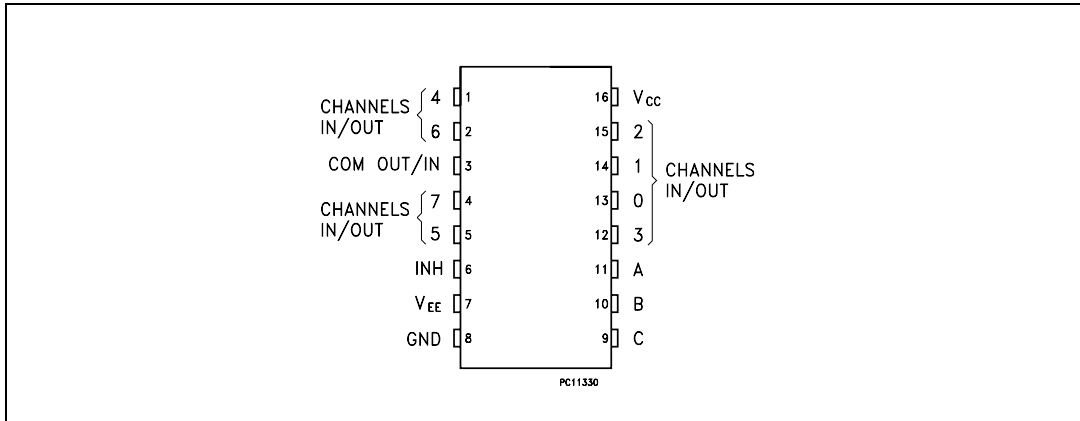 4 1 16 VCC
CHANNELS
IN/OUT
6 2 15 2
COM OUT/IN 3 14 1
CHANNELS
IN/OUT
7 4 13 0
CHANNELS
IN/OUT
5 5 12 3
INH 6 11 A
VEE 7 10 B
GND 8 9 C
PC11330